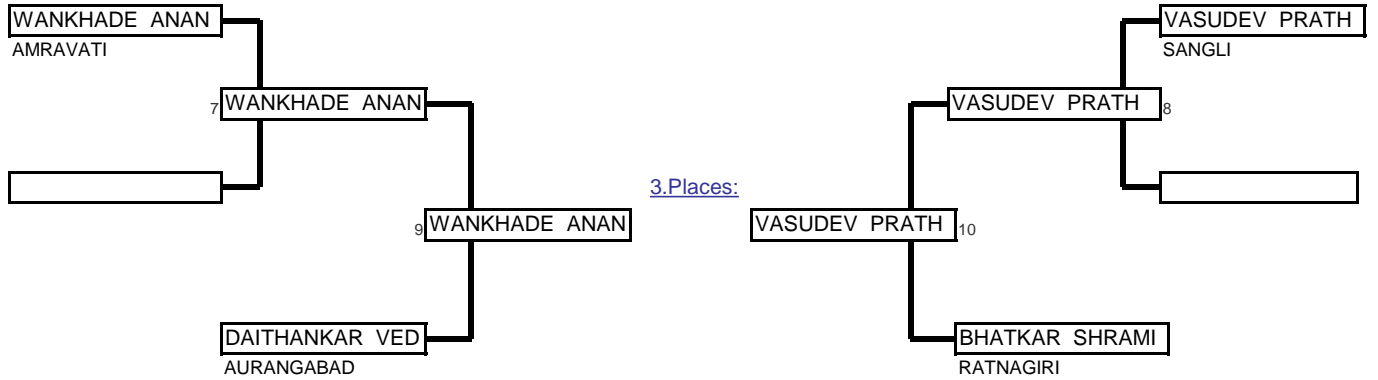 WANKHADE ANAN
VASUDEV PRATH
AMRAVATI
SANGLI
7 WANKHADE ANAN
VASUDEV PRATH 8
3.Places:
9 WANKHADE ANAN
VASUDEV PRATH 10
DAITHANKAR VED
BHATKAR SHRAMI
AURANGABAD
RATNAGIRI